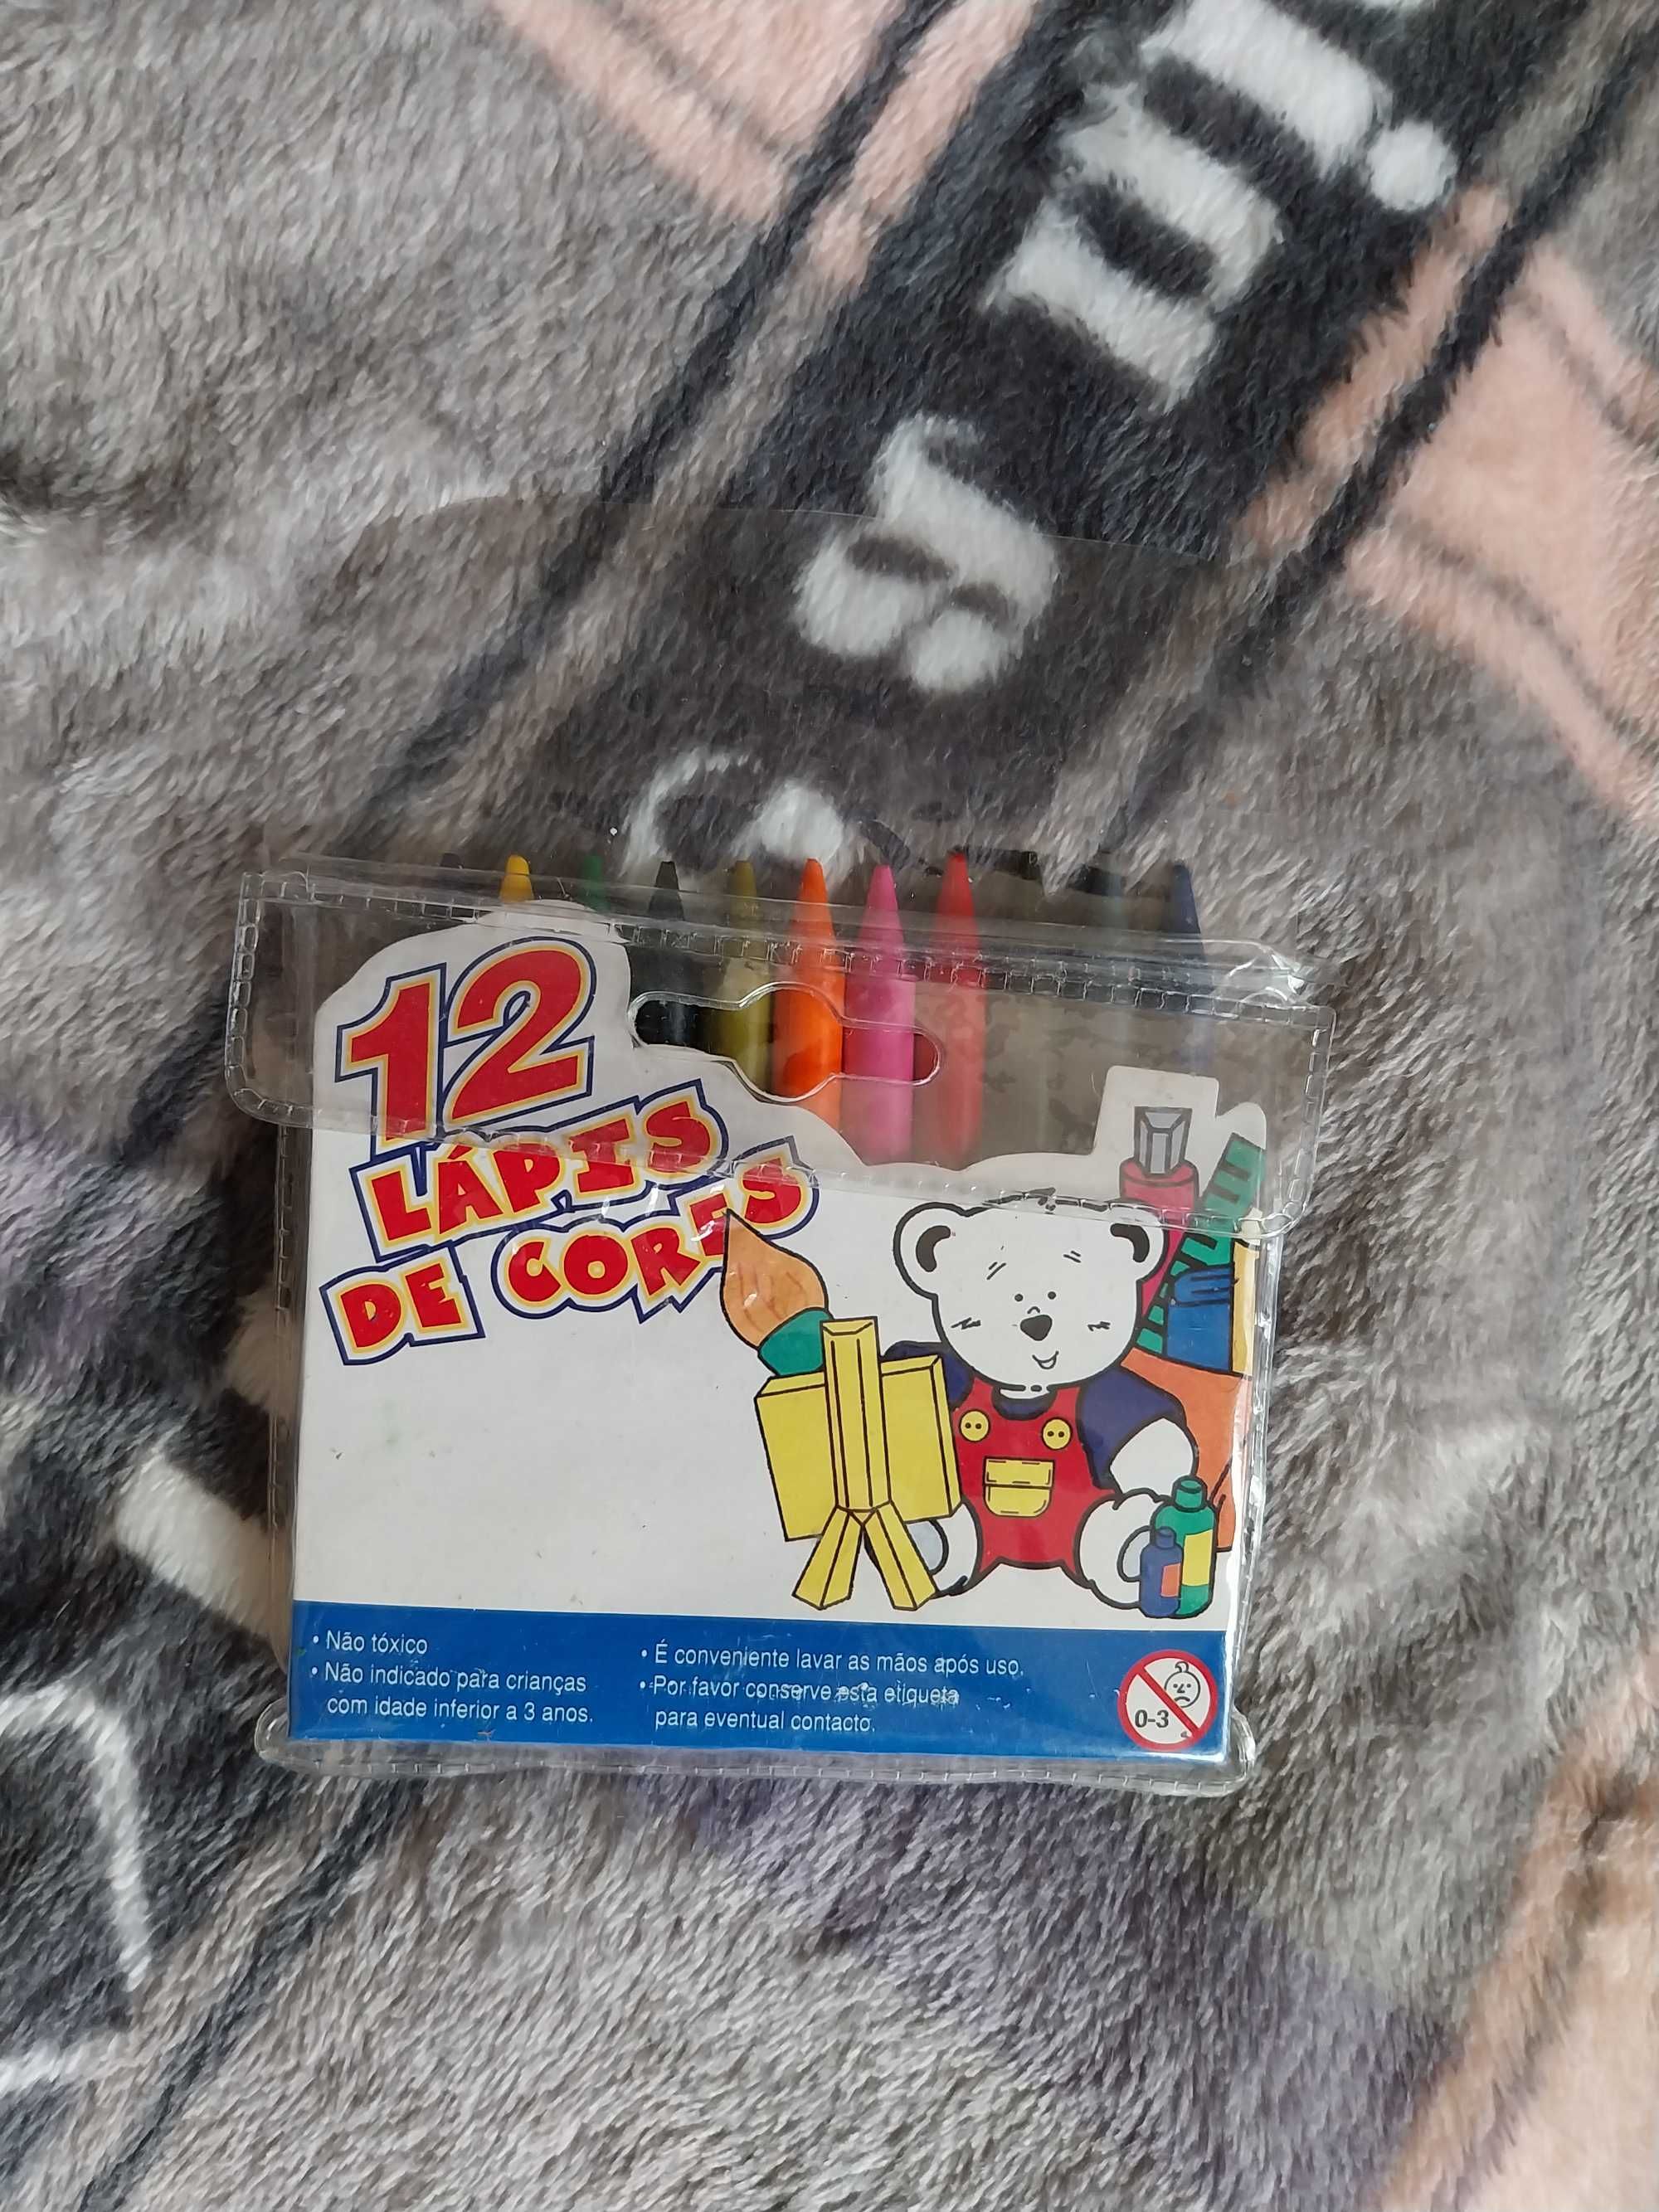 12
LÁPIS
DE CORES
• Não tóxico
• Não indicado para crianças
com idade inferior a 3 anos.
• É conveniente lavar as mãos após uso.
• Por favor conserve esta etiqueta
para eventual contacto.
0-3